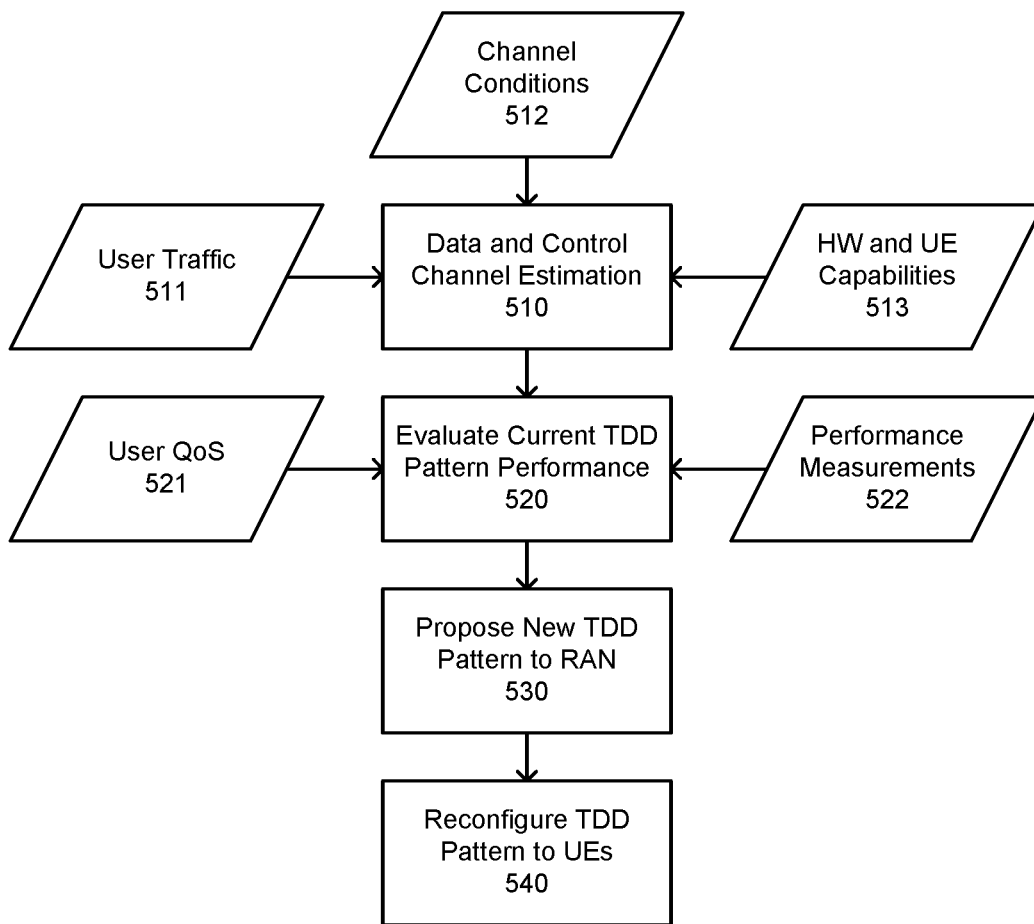 Channel
Conditions
512
User Traffic
511
Data and Control
Channel Estimation
510
HW and UE
Capabilities
513
User QoS
521
Evaluate Current TDD
Pattern Performance
520
Performance
Measurements
522
Propose New TDD
Pattern to RAN
530
Reconfigure TDD
Pattern to UEs
540